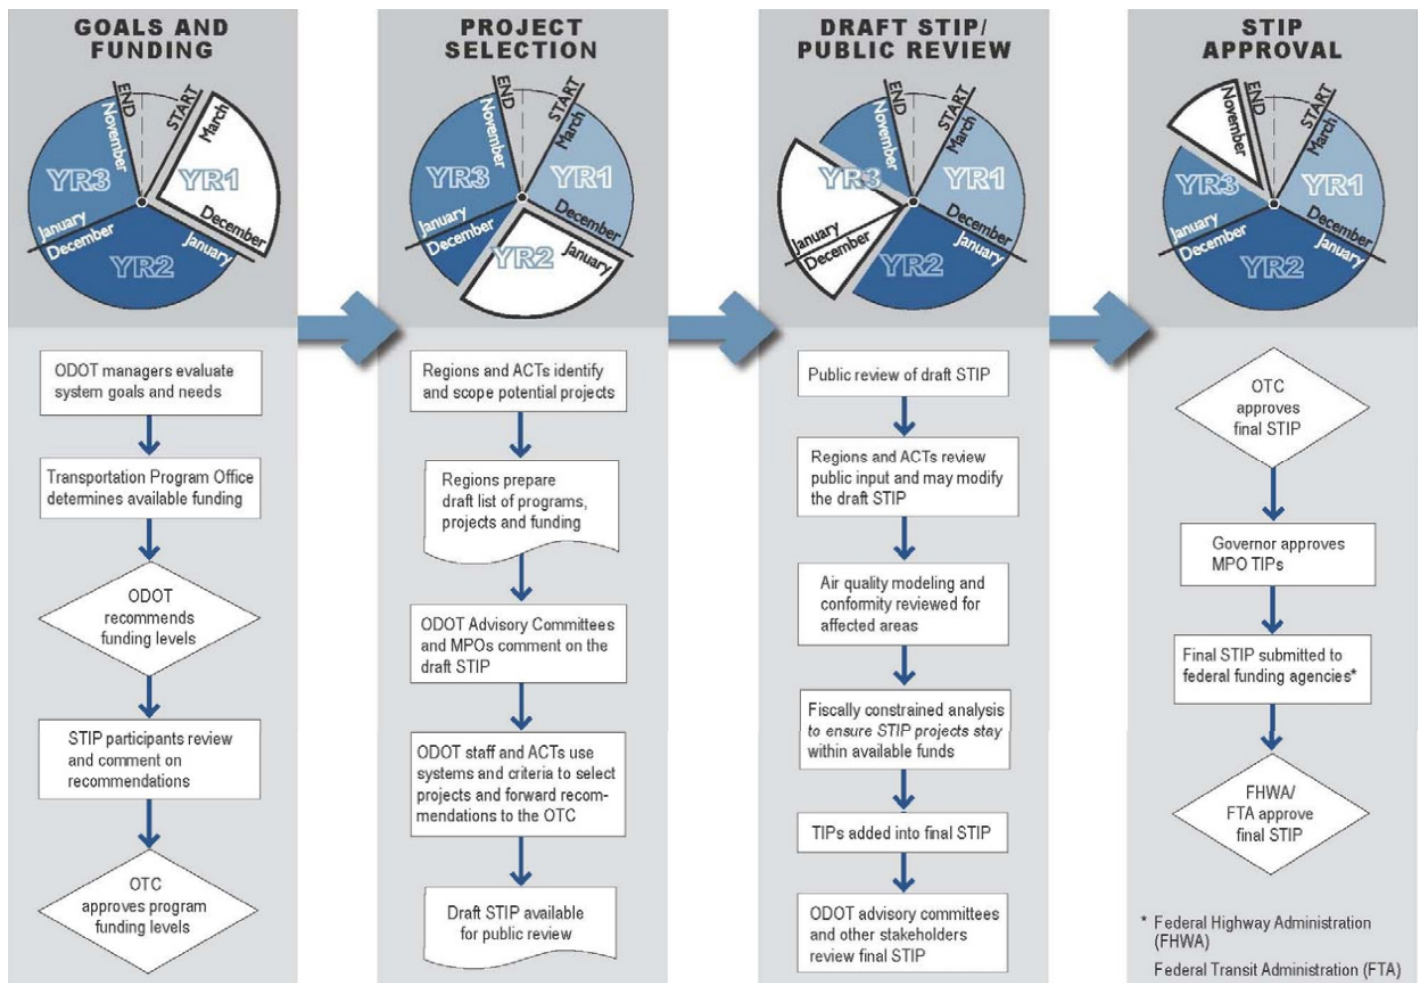 GOALS AND
FUNDING
END
START
March
November
YR3
YR1
January
December
December
January
YR2
ODOT managers evaluate
system goals and needs
Transportation Program Office
determines available funding
ODOT
recommends
funding levels
STIP participants review
and comment on
recommendations
OTC
approves program
funding levels
PROJECT
SELECTION
END
START
March
November
YR3
YR1
January
December
December
January
YR2
Regions and ACTs identify
and scope potential projects
Regions prepare
draft list of programs,
projects and funding
ODOT Advisory Committees
and MPOs comment on the
draft STIP
ODOT staff and ACTs use
systems and criteria to select
projects and forward recom-
mendations to the OTC
Draft STIP available
for public review
DRAFT STIP/
PUBLIC REVIEW
END
START
March
November
YR3
YR1
January
December
December
January
YR2
Public review of draft STIP
Regions and ACTs review
public input and may modify
the draft STIP
Air quality modeling and
conformity reviewed for
affected areas
Fiscally constrained analysis
to ensure STIP projects stay
within available funds
TIPs added into final STIP
ODOT advisory committees
and other stakeholders
review final STIP
STIP
APPROVAL
END
START
March
November
YR3
YR1
January
December
December
January
YR2
OTC
approves
final STIP
Governor approves
MPO TIPs
Final STIP submitted to
federal funding agencies*
FHWA/
FTA approve
final STIP
* Federal Highway Administration
(FHWA)
Federal Transit Administration (FTA)